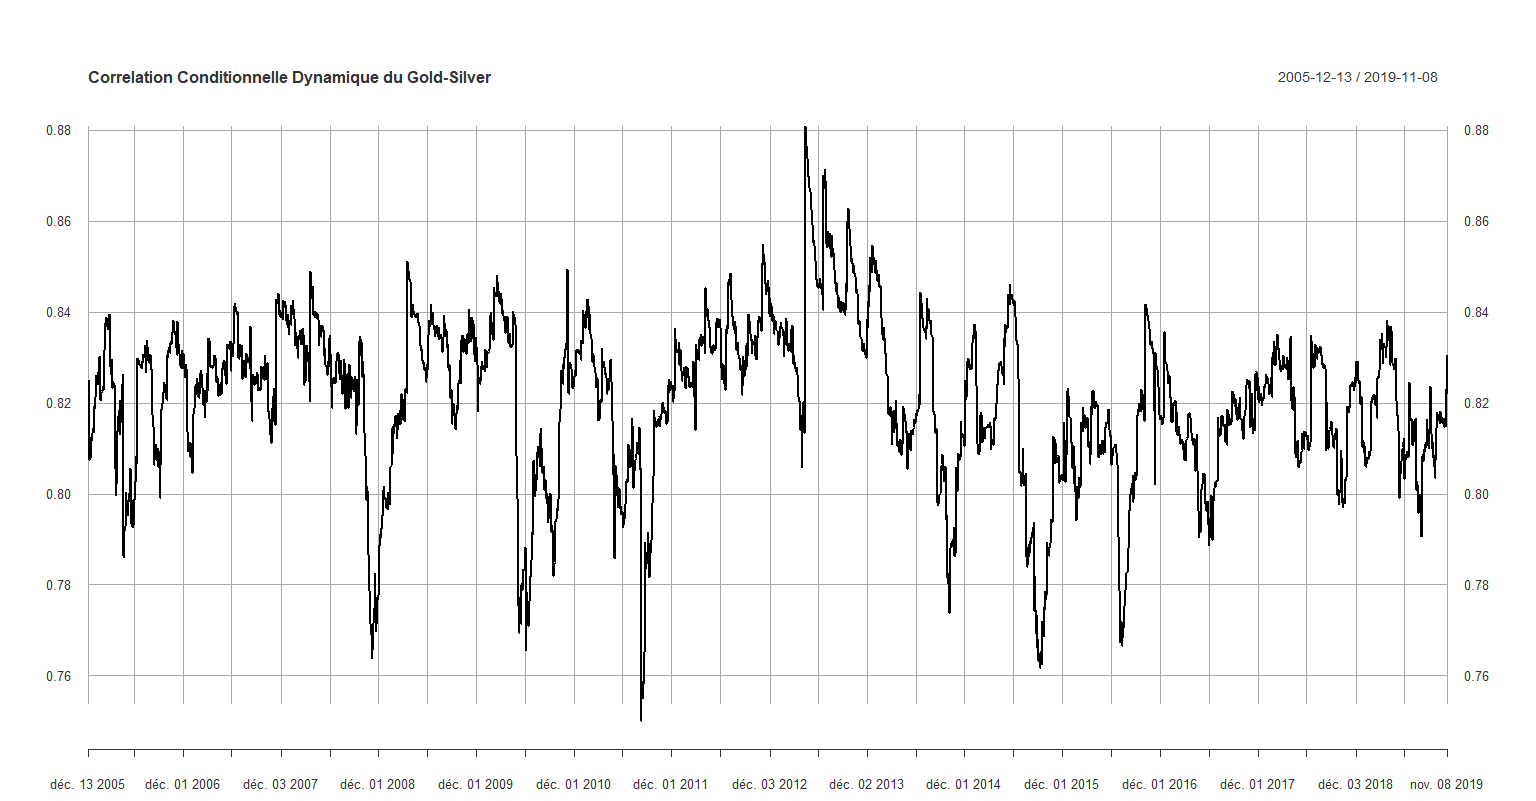 Correlation Conditionnelle Dynamique du Gold-Silver
2005-12-13 / 2019-11-08
0.88
0.88
0.86
0.86
0.84
0.84
0.82
0.82
0.80
0.80
0.78
0.78
0.76
0.76
déc. 13 2005
déc. 01 2006
déc. 03 2007
déc. 01 2008
déc. 01 2009
déc. 01 2010
déc. 01 2011
déc. 03 2012
déc. 02 2013
déc. 01 2014
déc. 01 2015
déc. 01 2016
déc. 01 2017
déc. 03 2018
nov. 08 2019